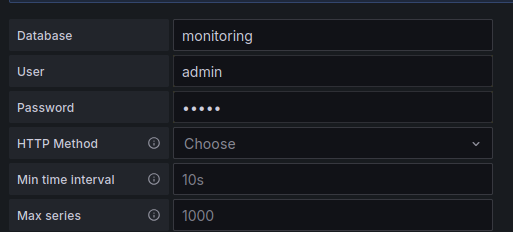 Database monitoring
User admin
Password •••••
HTTP Method Choose
Min time interval 10s
Max series 1000